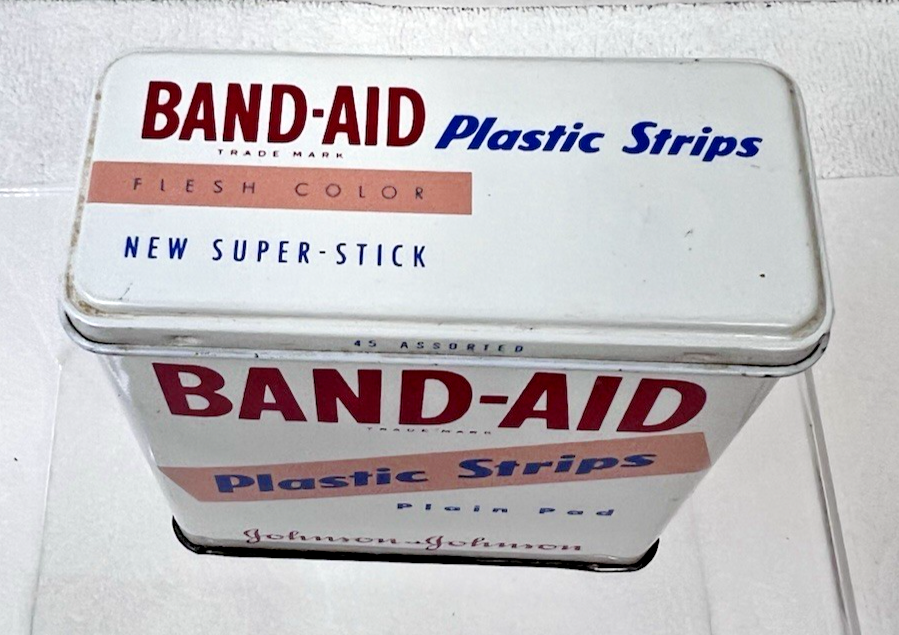 BAND-AID Plastic Strips
TRADE MARK
FLESH COLOR
NEW SUPER-STICK
45 ASSORTED
BAND-AID
TRADE MARK
Plastic Strips
Plain Pad
Johnson & Johnson